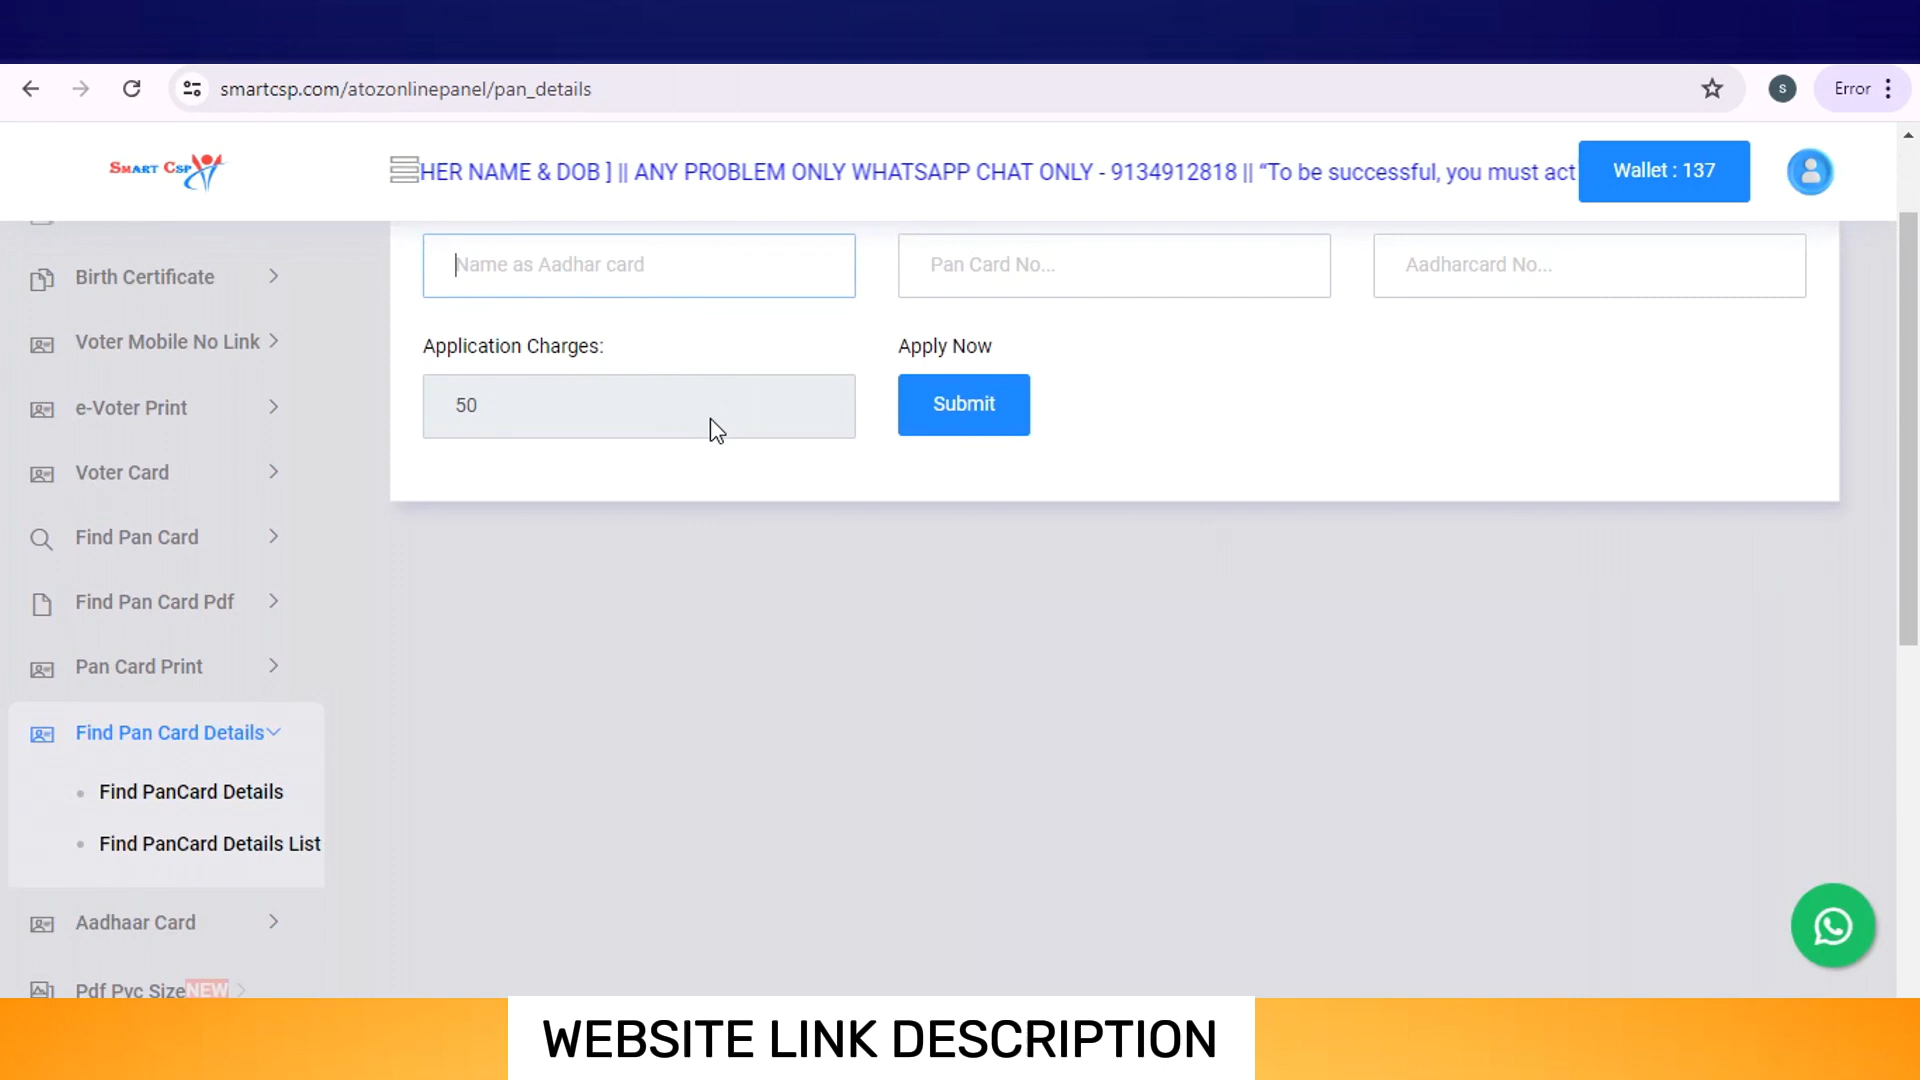 smartcsp.com/atozonlinepanel/pan_details
S
Error
SMART CSP
HER NAME & DOB ] || ANY PROBLEM ONLY WHATSAPP CHAT ONLY - 9134912818 || “To be successful, you must act
Wallet : 137
Name as Aadhar card
Pan Card No...
Aadharcard No...
Application Charges:
Apply Now
50
Submit
Birth Certificate
Voter Mobile No Link
e-Voter Print
Voter Card
Find Pan Card
Find Pan Card Pdf
Pan Card Print
Find Pan Card Details
Find PanCard Details
Find PanCard Details List
Aadhaar Card
Pdf Pvc Size NEW
WEBSITE LINK DESCRIPTION